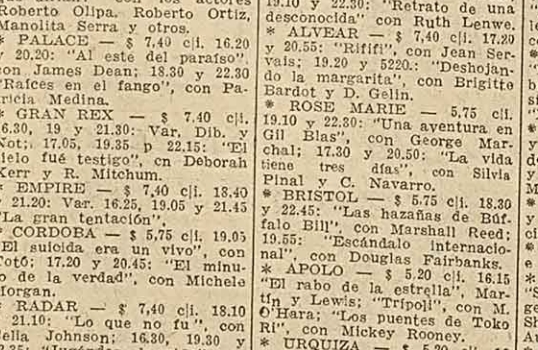 Roberto Olipa. Roberto Ortiz,
Manolita Serra y otros.
* PALACE — $ 7,40 c|i. 16.20
y 20.20: "Al este del paraíso".
con James Dean; 18.30 y 22.30
"Raíces en el fango", con Pa-
tricia Medina.
* GRAN REX — $ 7.40 c|i.
16.30, 19 y 21.30: Var, Dib. y
Not; 17.05, 19.35 p 22.15: "El
cielo fué testigo", cn Deborah
Kerr y R. Mitchum.
* EMPIRE — $ 7,40 c|i. 18.40
y 21.20: Var. 16.25, 19.05 y 21.45
"La gran tentación",
* CORDOBA — $ 5,75 c|i. 19.05
"El suicida era un vivo", con
Totó; 17.20 y 20.45: "El minu-
to de la verdad", con Michele
Morgan.
* RADAR — $ 7,40 c|i. 18.10
y 21.10: "Lo que no fu", con
Celia Johnson; 16.30, 19.30 y
19.10 y 22.30: "Retrato de una
desconocida" con Ruth Lenwe.
* ALVEAR — $ 7,40 c|i. 17.20
y 20.55: "Rififi", con Jean Ser-
vais; 19.20 y 5220.: "Deshojan-
do la margarita", con Brigitte
Bardot y D. Gelin.
* ROSE MARIE — 5.75 c|i.
19.10 y 22.30: "Una aventura en
Gil Blas", con George Mar-
chal; 17.30 y 20.50: "La vida
tiene tres días", con Silvia
Pinal y C. Navarro.
* BRISTOL — $ 5.75 c|i. 18.30
y 22.45: "Las hazañas de Búf-
falo Bill", con Marshall Reed;
19.55: "Escándalo internacio-
nal", con Douglas Fairbanks.
* APOLO — $ 5.20 c|i. 16.15
"El rabo de la estrella", Mar-
tín y Lewis; "Trípoli", con M.
O'Hara; "Los puentes de Toko
Ri", con Mickey Rooney.
* URQUIZA — $